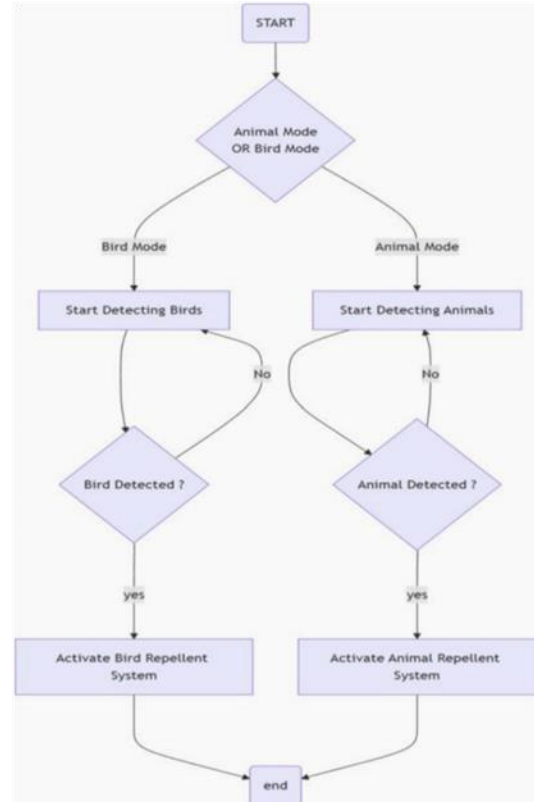 START
Animal Mode
OR Bird Mode
Bird Mode
Animal Mode
Start Detecting Birds
Start Detecting Animals
No
No
Bird Detected ?
Animal Detected ?
yes
yes
Activate Bird Repellent
System
Activate Animal Repellent
System
end